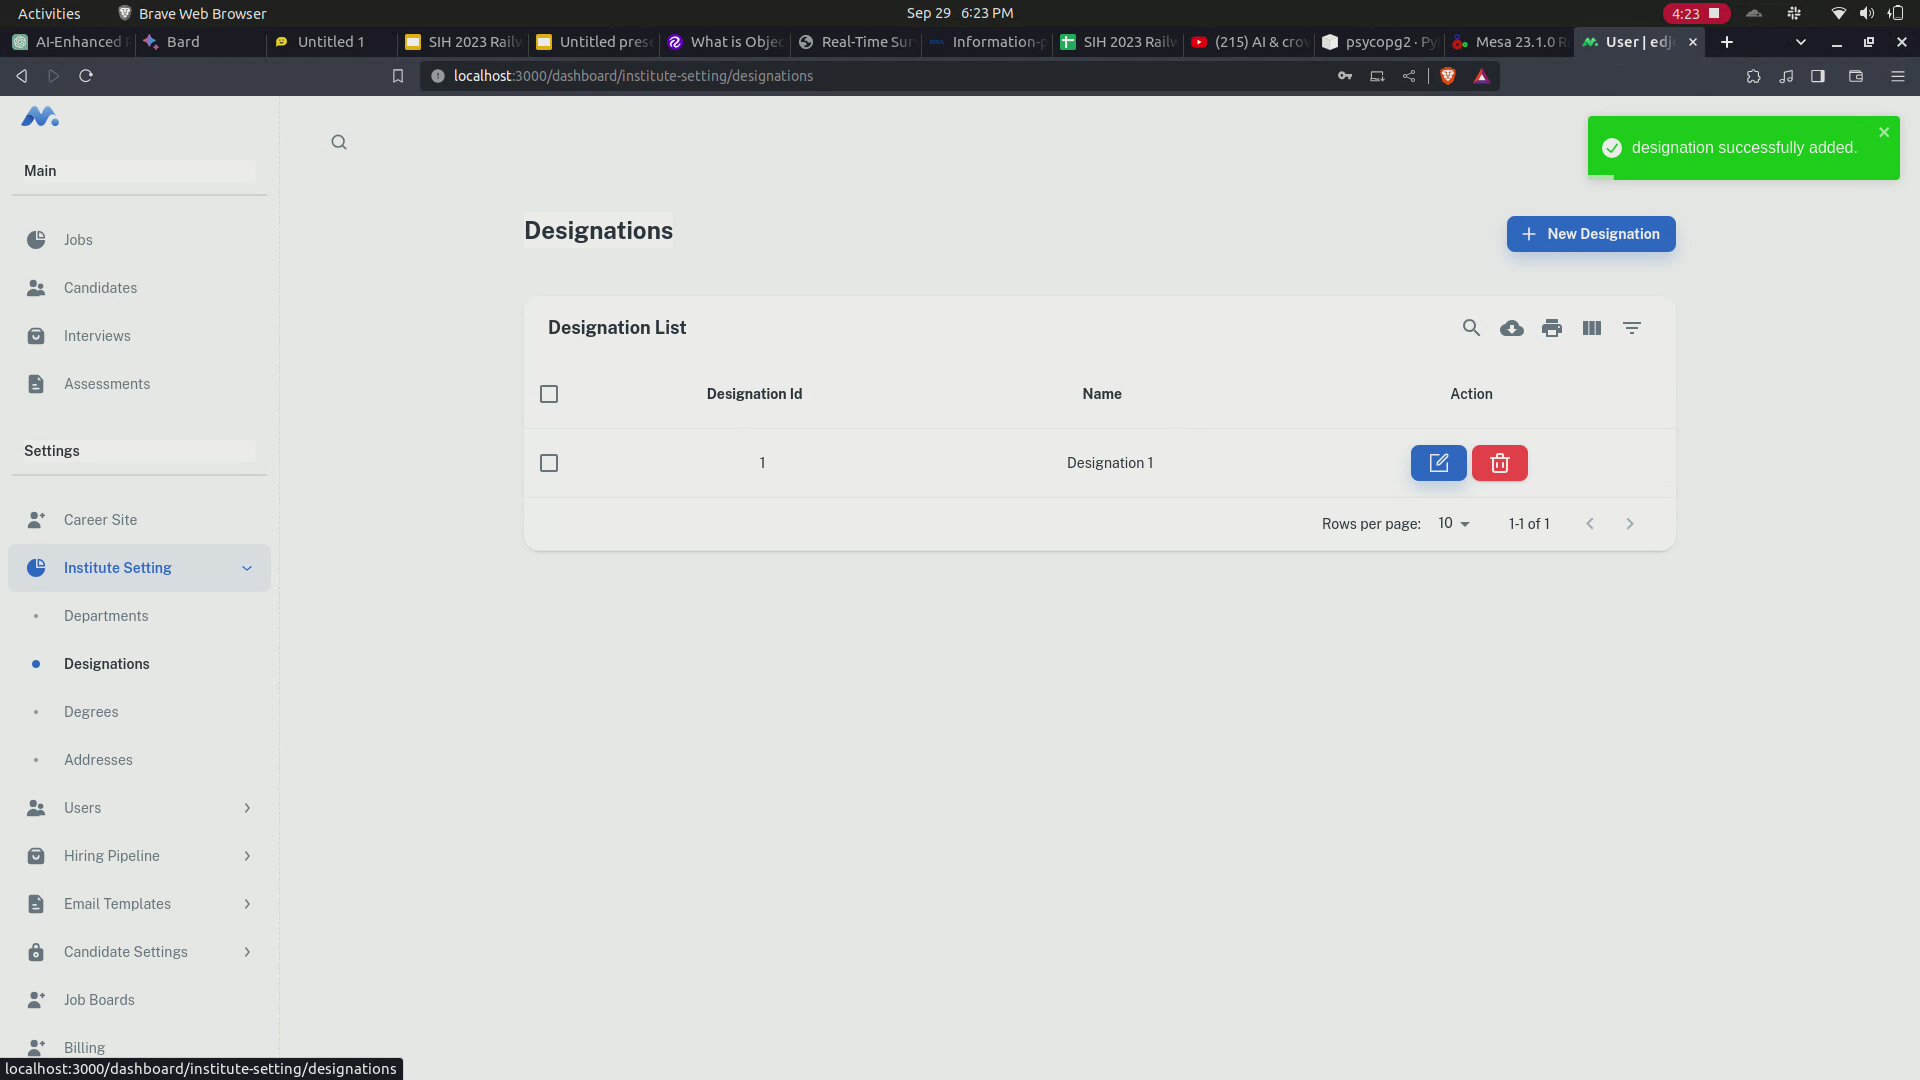 Activities
Brave Web Browser
Sep 29 6:23 PM
4:23
AI-Enhanced
Bard
Untitled 1
SIH 2023 Railw
Untitled prese
What is Objec
Real-Time Sur
Information-p
SIH 2023 Railw
(215) AI & crow
psycopg2 · Py
Mesa 23.1.0 R
User | edj
localhost:3000/dashboard/institute-setting/designations
designation successfully added.
Main
Jobs
Candidates
Interviews
Assessments
Settings
Career Site
Institute Setting
Departments
Designations
Degrees
Addresses
Users
Hiring Pipeline
Email Templates
Candidate Settings
Job Boards
Billing
Designations
New Designation
Designation List
Designation Id Name Action
1 Designation 1
Rows per page: 10 1-1 of 1
localhost:3000/dashboard/institute-setting/designations